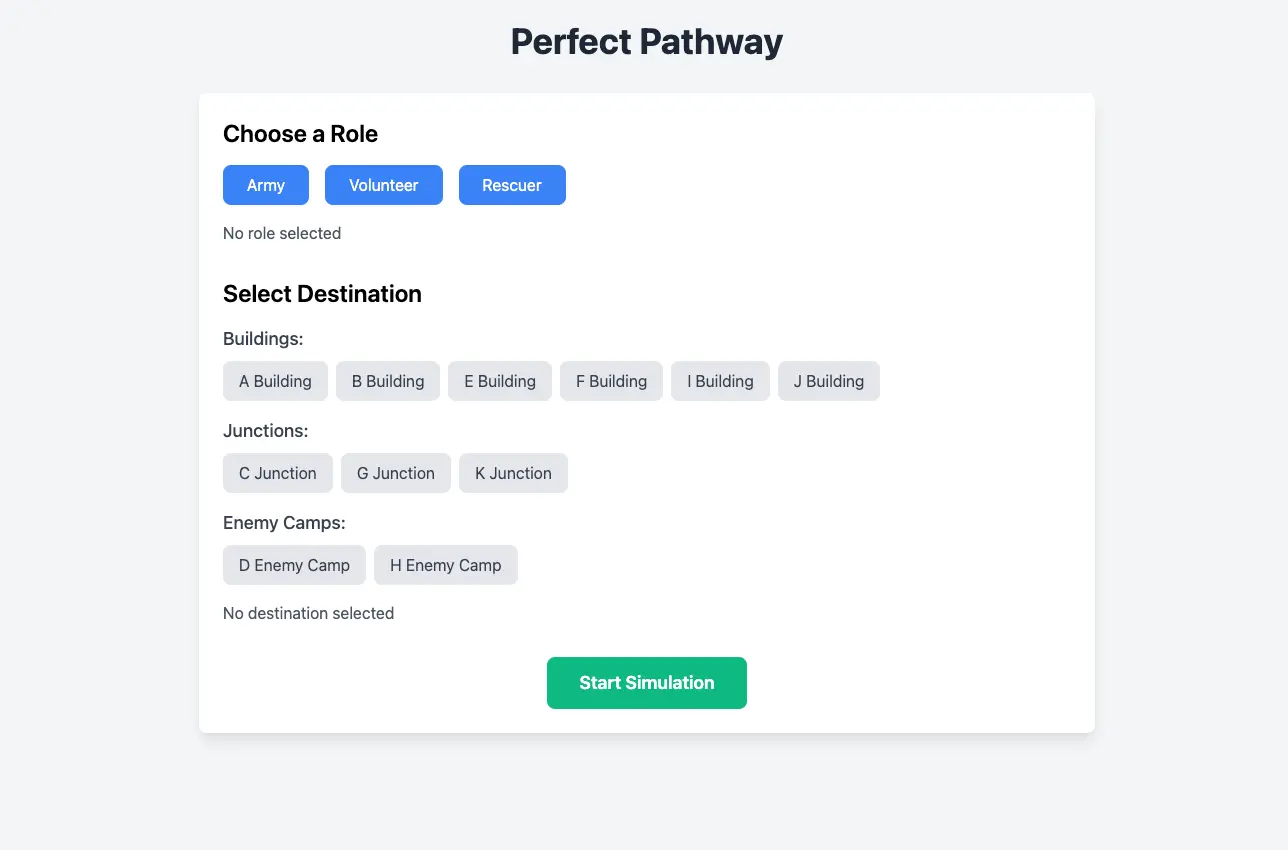 Perfect Pathway
Choose a Role
Army Volunteer Rescuer
No role selected
Select Destination
Buildings:
A Building B Building E Building F Building I Building J Building
Junctions:
C Junction G Junction K Junction
Enemy Camps:
D Enemy Camp H Enemy Camp
No destination selected
Start Simulation